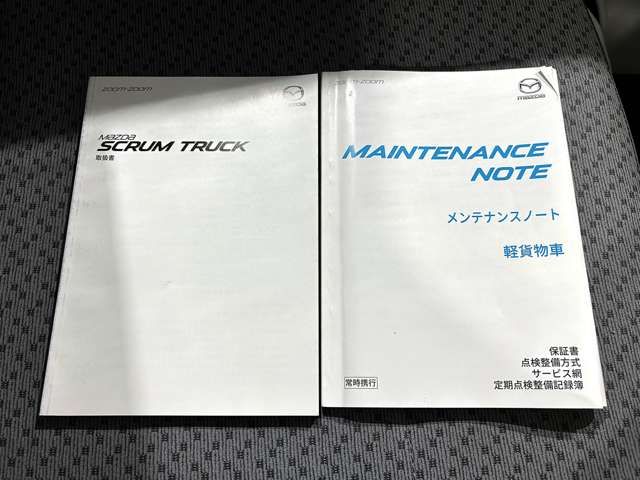 zoom-zoom
mazda
MAZDA
SCRUM TRUCK
取扱書
zoom-zoom
mazda
MAINTENANCE
NOTE
メンテナンスノート
軽貨物車
保証書
点検整備方式
サービス網
定期点検整備記録簿
常時携行